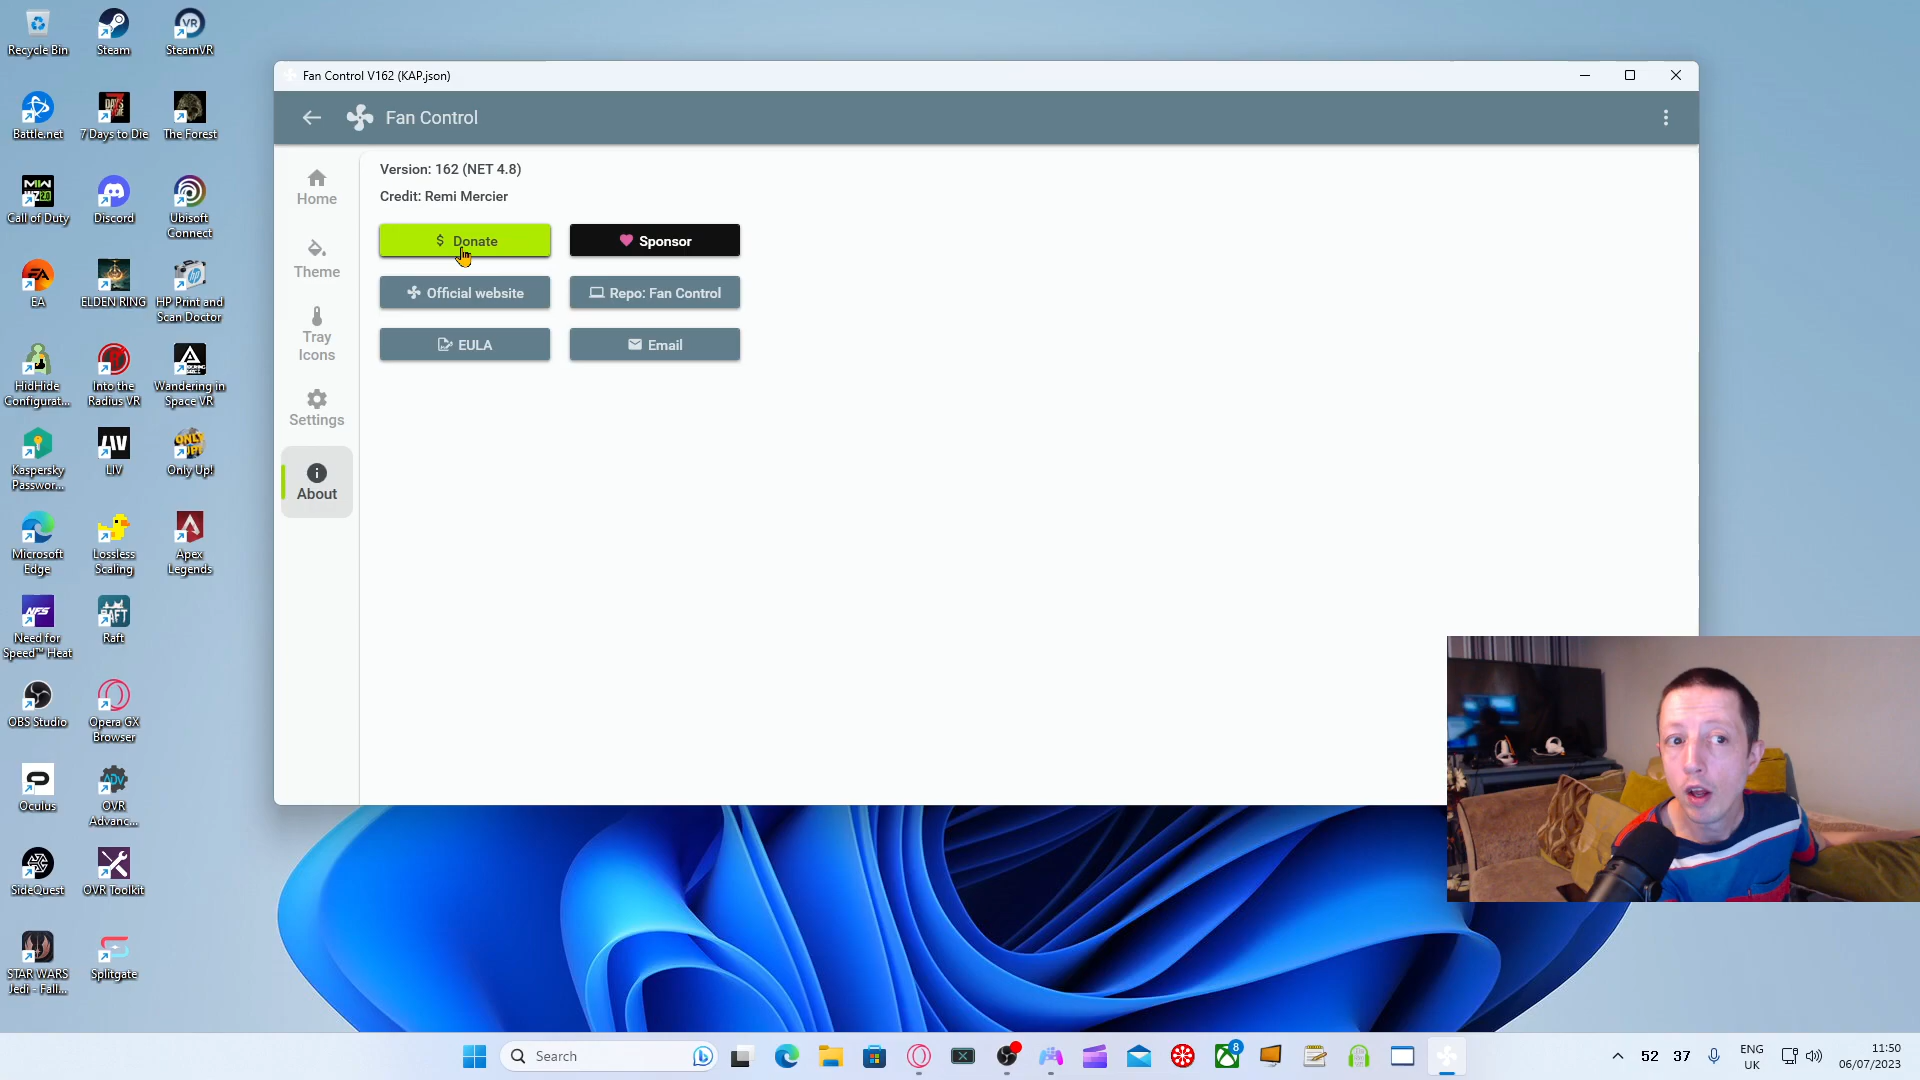 Recycle Bin
Steam
SteamVR
Battle.net
7 Days to Die
The Forest
Call of Duty
Discord
Ubisoft
Connect
EA
ELDEN RING
HP Print and
Scan Doctor
HidHide
Configurat...
Into the
Radius VR
Wandering in
Space VR
Kaspersky
Passwor...
LIV
Only Up!
Microsoft
Edge
Lossless
Scaling
Apex
Legends
Need for
Speed™ Heat
Raft
OBS Studio
Opera GX
Browser
Oculus
OVR
Advanc...
SideQuest
OVR Toolkit
STAR WARS
Jedi - Fall...
Splitgate
Fan Control V162 (KAP.json)
Fan Control
Home
Theme
Tray
Icons
Settings
About
Version: 162 (NET 4.8)
Credit: Remi Mercier
$ Donate
Sponsor
Official website
Repo: Fan Control
EULA
Email
Search
8
52
37
ENG
UK
11:50
06/07/2023